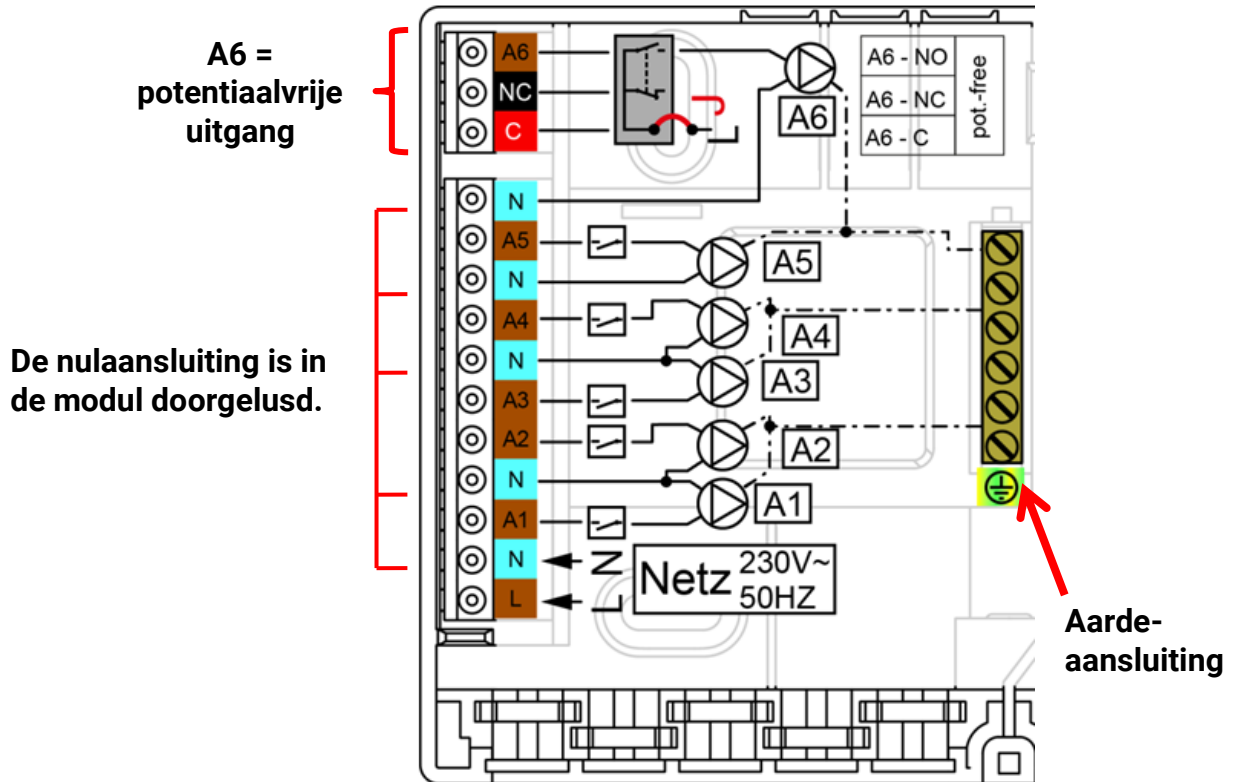 A6 =
potentiaalvrije
uitgang
A6
NC
C
L
A6
A6 - NO
A6 - NC
A6 - C
pot.-free
N
A5
N
A4
N
A3
A2
N
A1
N
L
A5
A4
A3
A2
A1
De nulaansluiting is in
de modul doorgelusd.
N
L
Netz 230V~
50HZ
Aarde-
aansluiting